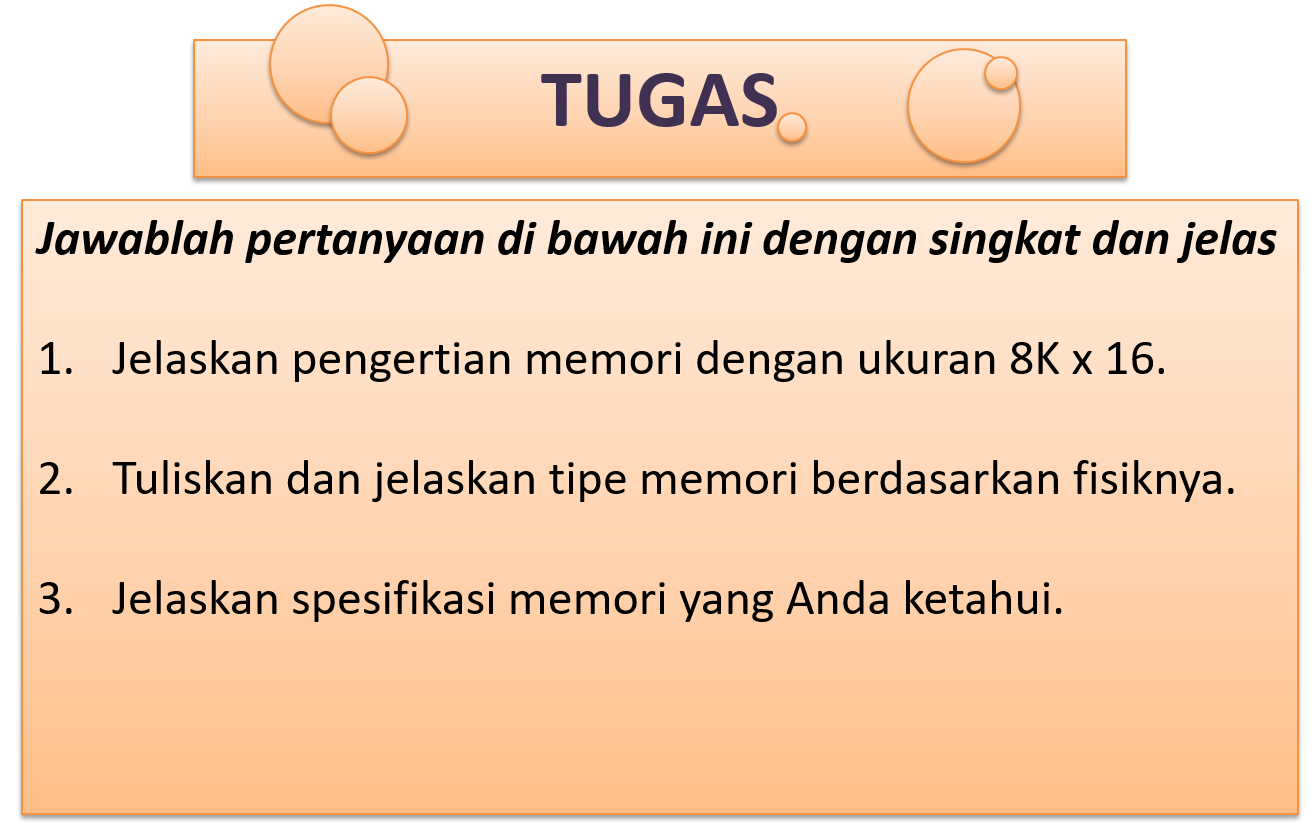 TUGAS
Jawablah pertanyaan di bawah ini dengan singkat dan jelas
1. Jelaskan pengertian memori dengan ukuran 8K x 16.
2. Tuliskan dan jelaskan tipe memori berdasarkan fisiknya.
3. Jelaskan spesifikasi memori yang Anda ketahui.